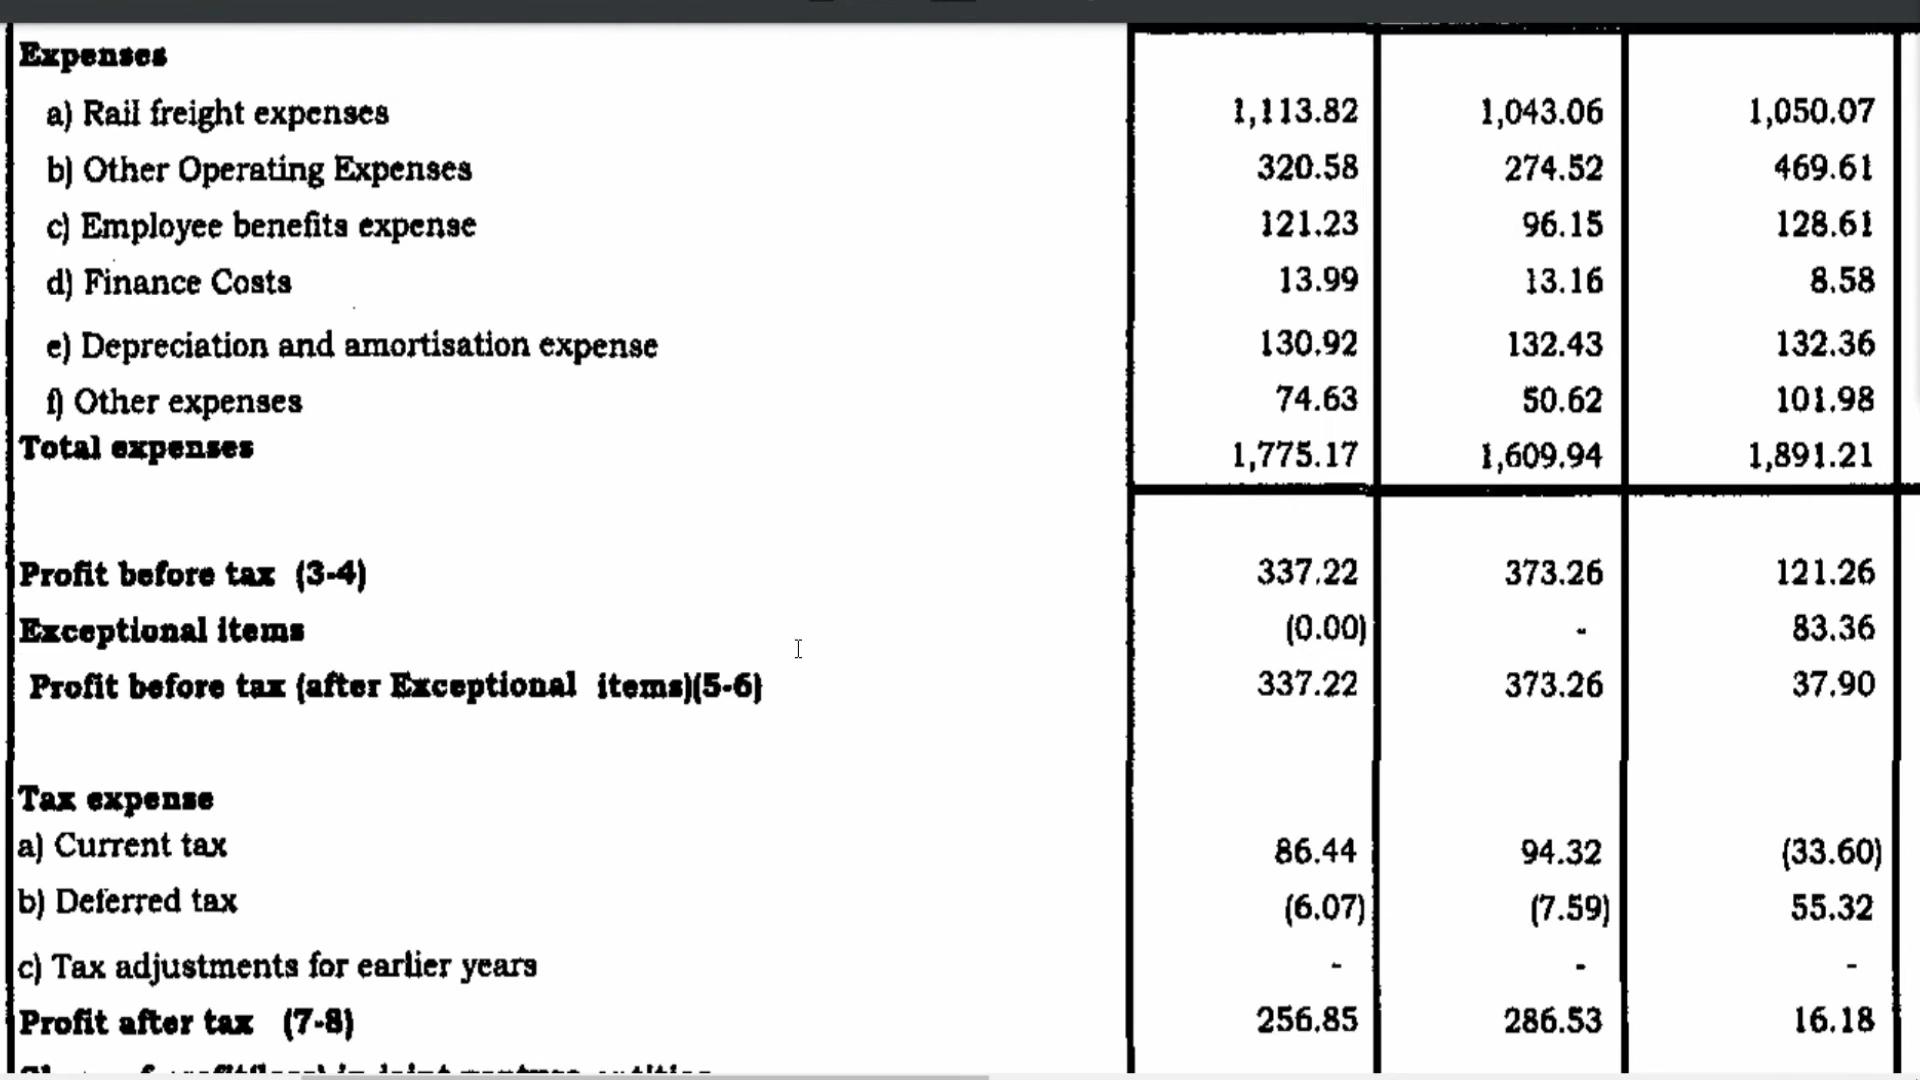 Expenses
a) Rail freight expenses 1,113.82 1,043.06 1,050.07
b) Other Operating Expenses 320.58 274.52 469.61
c) Employee benefits expense 121.23 96.15 128.61
d) Finance Costs 13.99 13.16 8.58
e) Depreciation and amortisation expense 130.92 132.43 132.36
f) Other expenses 74.63 50.62 101.98
Total expenses 1,775.17 1,609.94 1,891.21
Profit before tax (3-4) 337.22 373.26 121.26
Exceptional items (0.00) - 83.36
Profit before tax (after Exceptional items)(5-6) 337.22 373.26 37.90
Tax expense
a) Current tax 86.44 94.32 (33.60)
b) Deferred tax (6.07) (7.59) 55.32
c) Tax adjustments for earlier years - - -
Profit after tax (7-8) 256.85 286.53 16.18